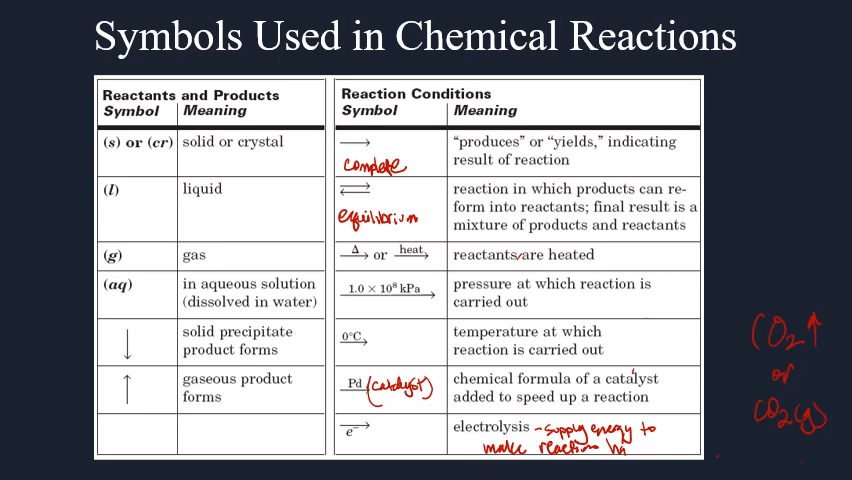 Symbols Used in Chemical Reactions
Reactants and Products
Symbol Meaning
(s) or (cr) solid or crystal
(l) liquid
(g) gas
(aq) in aqueous solution
(dissolved in water)
↓ solid precipitate
product forms
↑ gaseous product
forms
Reaction Conditions
Symbol Meaning
→ "produces" or "yields," indicating
result of reaction
complete
⇄ reaction in which products can re-
form into reactants; final result is a
mixture of products and reactants
equilibrium
Δ or heat reactants are heated
1.0 × 10⁸ kPa pressure at which reaction is
carried out
0°C temperature at which
reaction is carried out
Pd (catalyst) chemical formula of a catalyst
added to speed up a reaction
e⁻ electrolysis - supply energy to
make reaction
CO₂↑
or
CO₂(g)